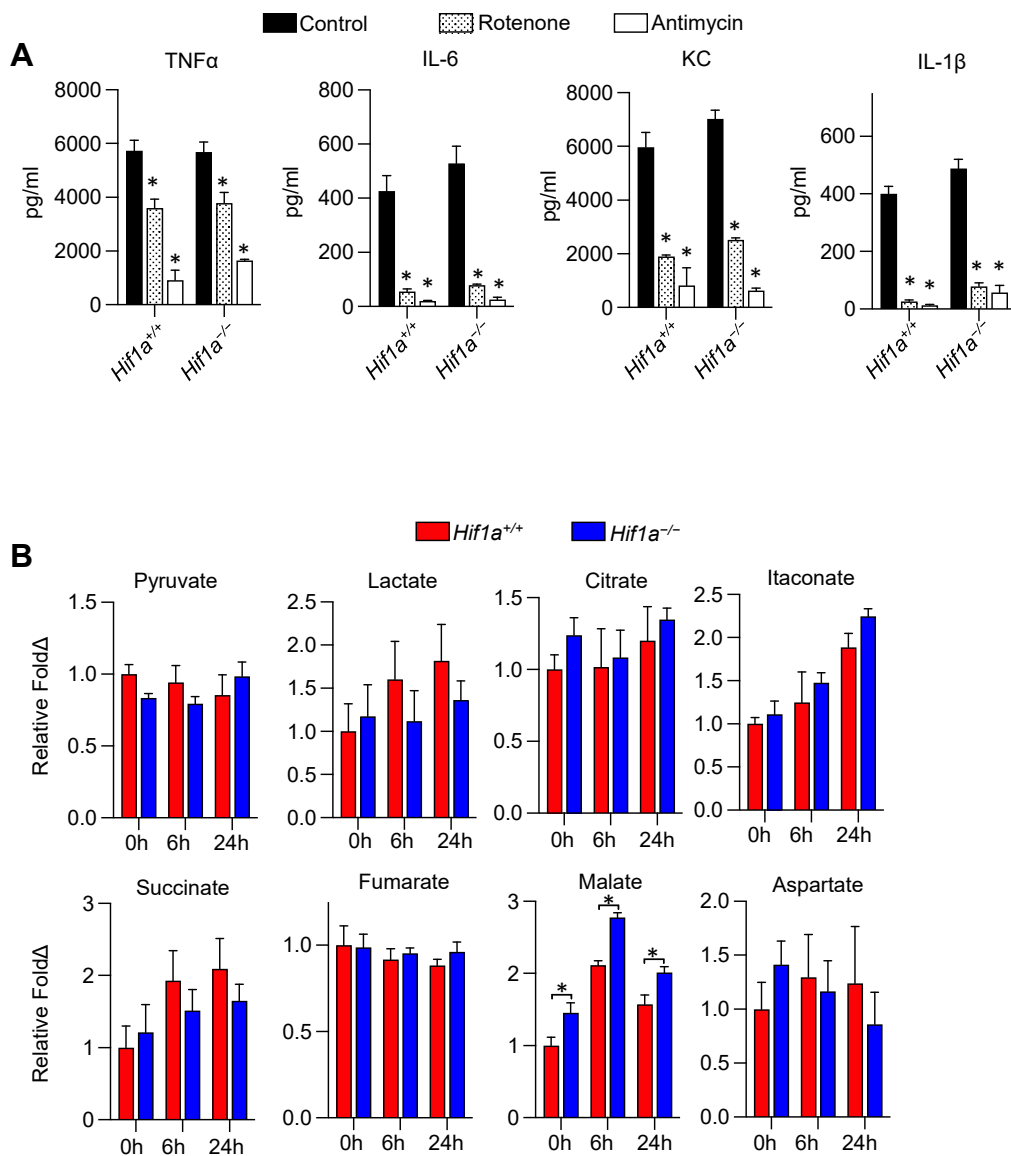 Control Rotenone Antimycin
A
TNFα IL-6 KC IL-1β
pg/ml
8000
6000
4000
2000
0
Hif1a+/+ Hif1a−/−
* * * *
pg/ml
800
600
400
200
0
Hif1a+/+ Hif1a−/−
* * * *
pg/ml
8000
6000
4000
2000
0
Hif1a+/+ Hif1a−/−
* * * *
pg/ml
600
400
200
0
Hif1a+/+ Hif1a−/−
* * * *
Hif1a+/+ Hif1a−/−
B
Pyruvate Lactate Citrate Itaconate
Relative FoldΔ
1.5
1.0
0.5
0.0
0h 6h 24h
2.5
2.0
1.5
1.0
0.5
0.0
0h 6h 24h
1.5
1.0
0.5
0.0
0h 6h 24h
2.5
2.0
1.5
1.0
0.5
0.0
0h 6h 24h
Succinate Fumarate Malate Aspartate
Relative FoldΔ
3
2
1
0
0h 6h 24h
1.0
0.5
0.0
0h 6h 24h
3
2
1
0
* * *
0h 6h 24h
2.0
1.5
1.0
0.5
0.0
0h 6h 24h